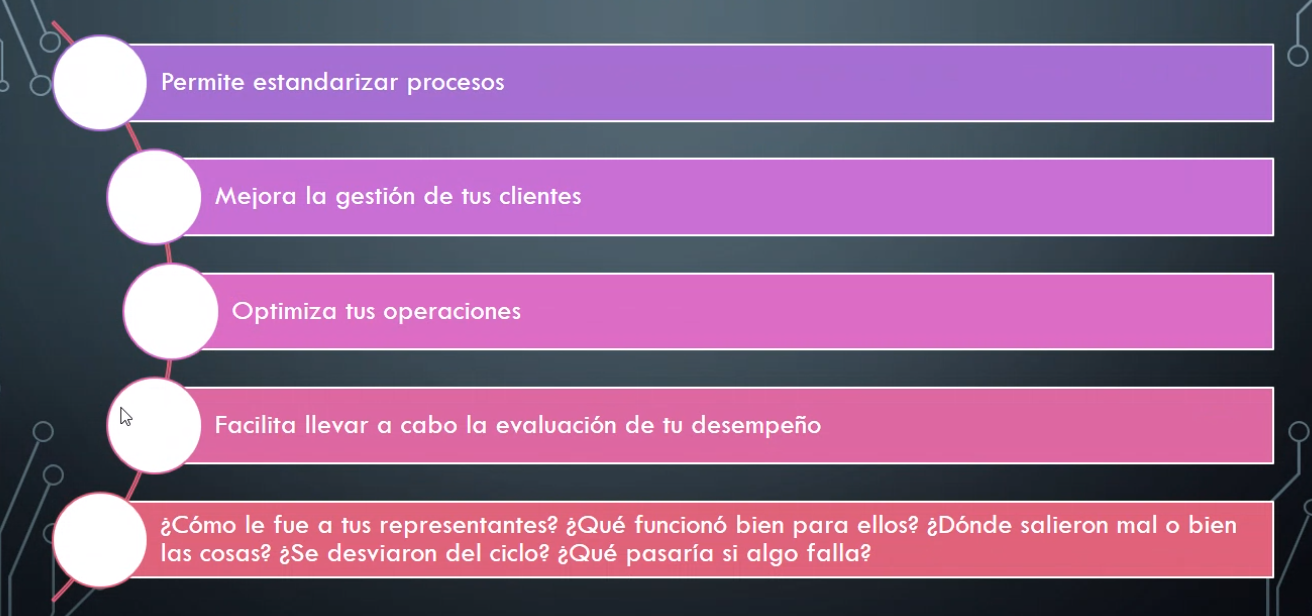 Permite estandarizar procesos
Mejora la gestión de tus clientes
Optimiza tus operaciones
Facilita llevar a cabo la evaluación de tu desempeño
¿Cómo le fue a tus representantes? ¿Qué funcionó bien para ellos? ¿Dónde salieron mal o bien
las cosas? ¿Se desviaron del ciclo? ¿Qué pasaría si algo falla?